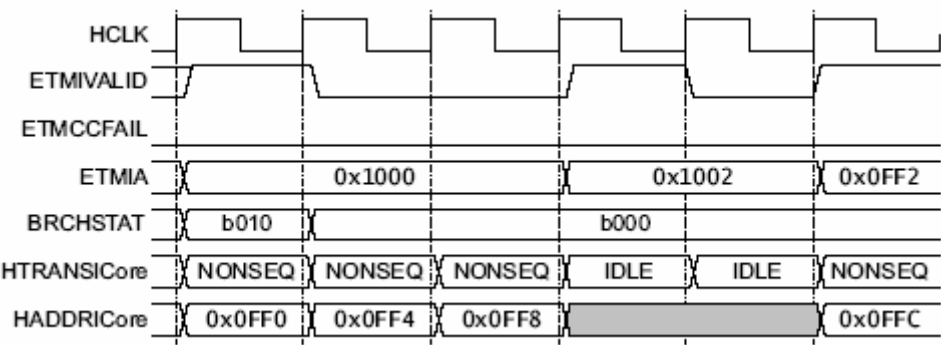 HCLK
ETMIVALID
ETMCCFAIL
ETMIA 0x1000 0x1002 0x0FF2
BRCHSTAT b010 b000
HTRANSICore NONSEQ NONSEQ NONSEQ IDLE IDLE NONSEQ
HADDRICore 0x0FF0 0x0FF4 0x0FF8 0x0FFC